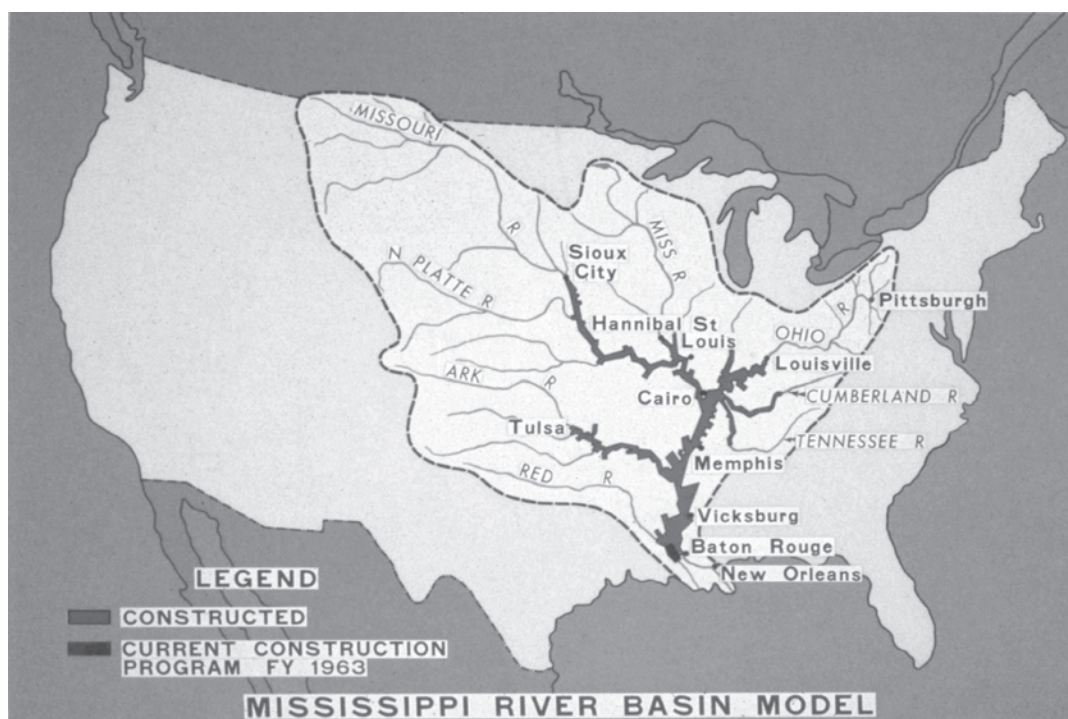 MISSOURI
R
N PLATTE R
Sioux
City
MISS R
Hannibal
St
Louis
OHIO
R
Pittsburgh
Louisville
Cairo
CUMBERLAND R
TENNESSEE R
ARK
R
Tulsa
RED
R
Memphis
Vicksburg
Baton Rouge
New Orleans
LEGEND
CONSTRUCTED
CURRENT CONSTRUCTION
PROGRAM FY 1963
MISSISSIPPI RIVER BASIN MODEL